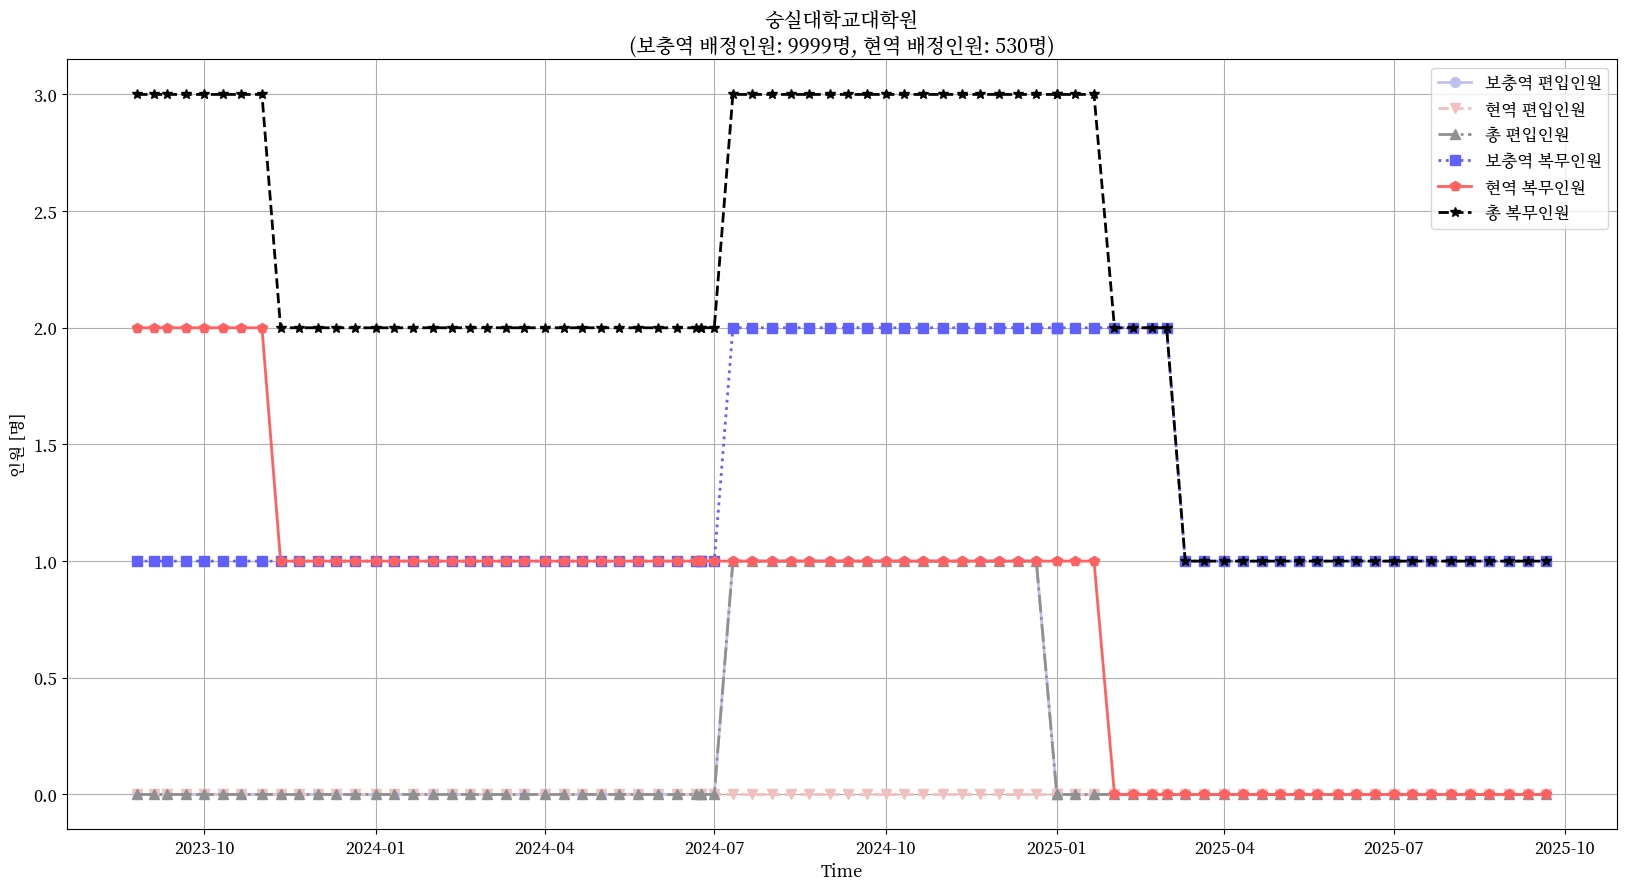 숭실대학교대학원
(보충역 배정인원: 9999명, 현역 배정인원: 530명)
보충역 편입인원
현역 편입인원
총 편입인원
보충역 복무인원
현역 복무인원
총 복무인원
인원 [명]
3.0
2.5
2.0
1.5
1.0
0.5
0.0
2023-10
2024-01
2024-04
2024-07
2024-10
2025-01
2025-04
2025-07
2025-10
Time